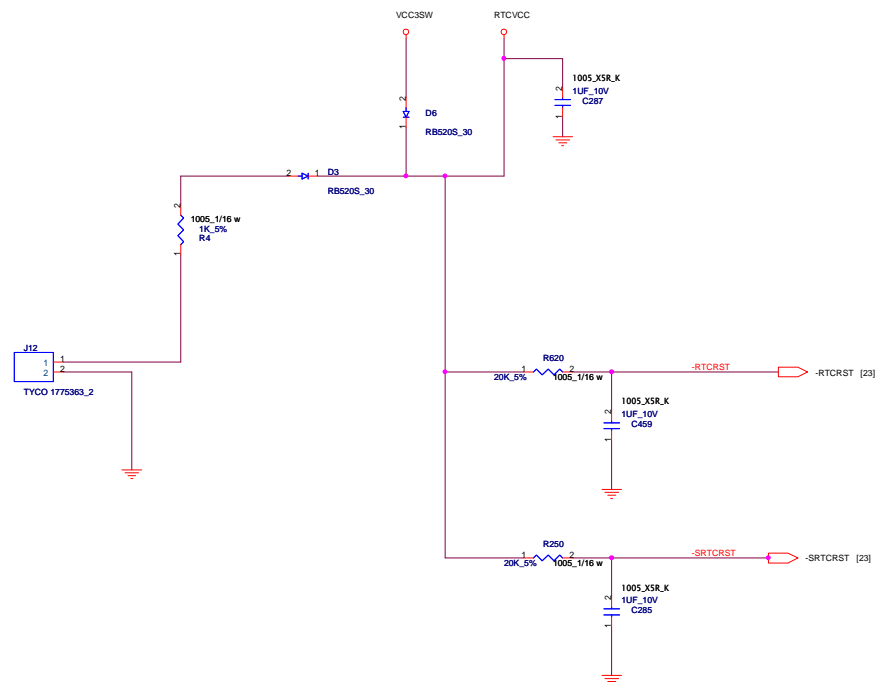 VCC3SW
RTCVCC
1005_X5R_K
2
1UF_10V
C287
1
2
D6
1
RB520S_30
2
1
D3
RB520S_30
2
1005_1/16 w
1K_5%
R4
1
J12
1
1
2
2
TYCO 1775363_2
R620
1
2
20K_5%
1005_1/16 w
-RTCRST
-RTCRST [23]
1005_X5R_K
2
1UF_10V
C459
1
R250
1
2
20K_5%
1005_1/16 w
-SRTCRST
-SRTCRST [23]
1005_X5R_K
2
1UF_10V
C285
1